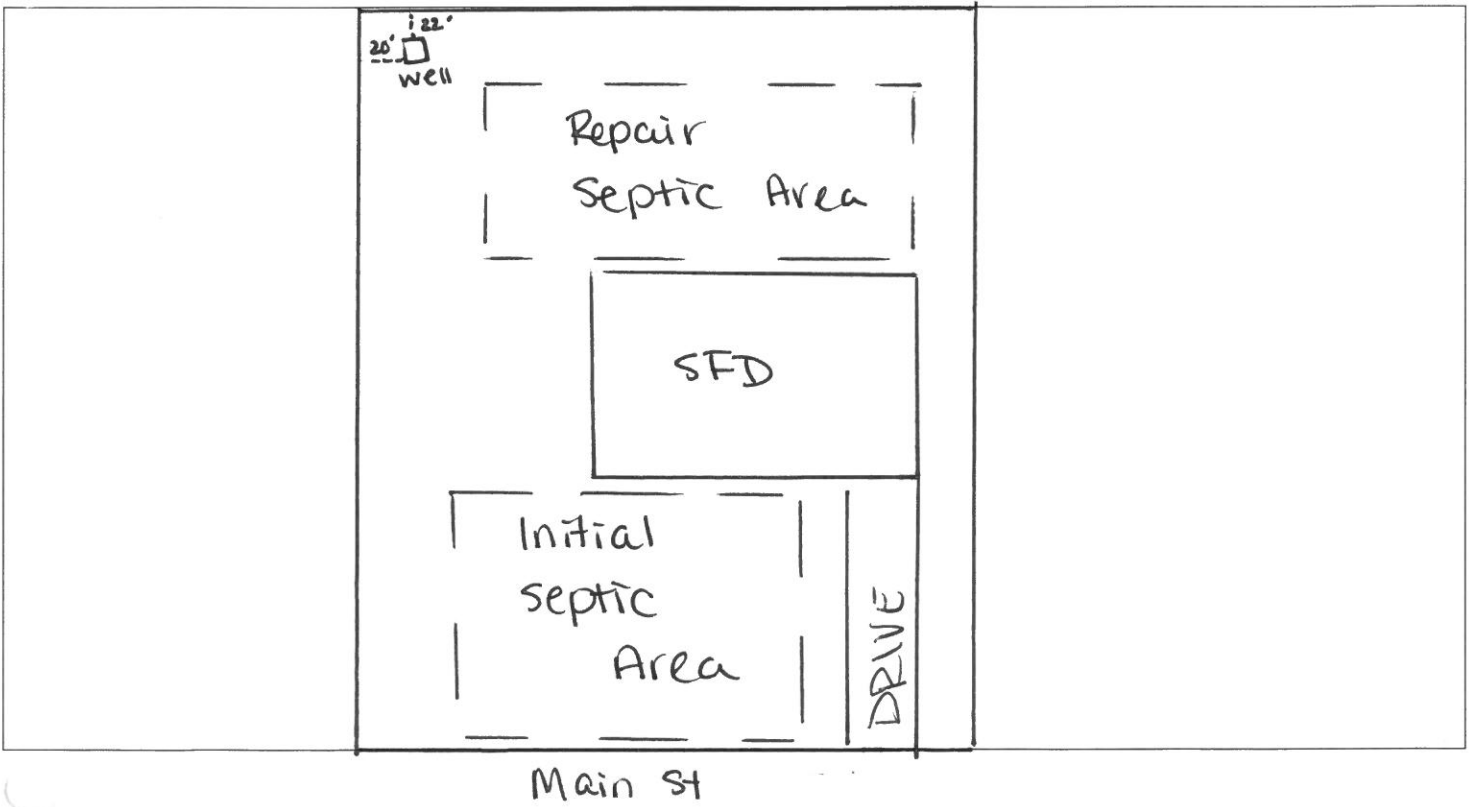 22'
20'
well
Repair
Septic Area
SFD
Initial
Septic
Area
DRIVE
Main St